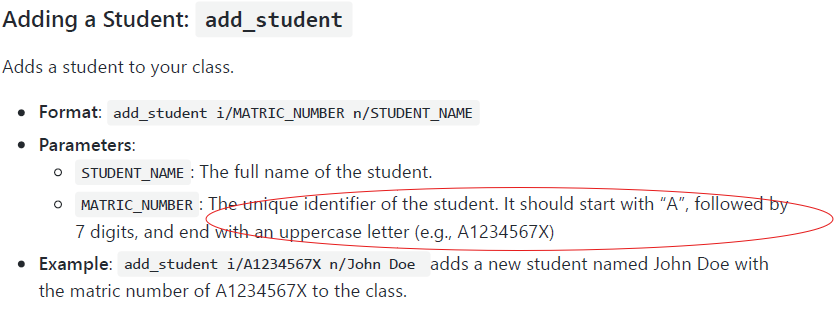 Adding a Student: add_student
Adds a student to your class.
• Format: add_student i/MATRIC_NUMBER n/STUDENT_NAME
• Parameters:
○ STUDENT_NAME : The full name of the student.
○ MATRIC_NUMBER : The unique identifier of the student. It should start with “A”, followed by
7 digits, and end with an uppercase letter (e.g., A1234567X)
• Example: add_student i/A1234567X n/John Doe adds a new student named John Doe with
the matric number of A1234567X to the class.